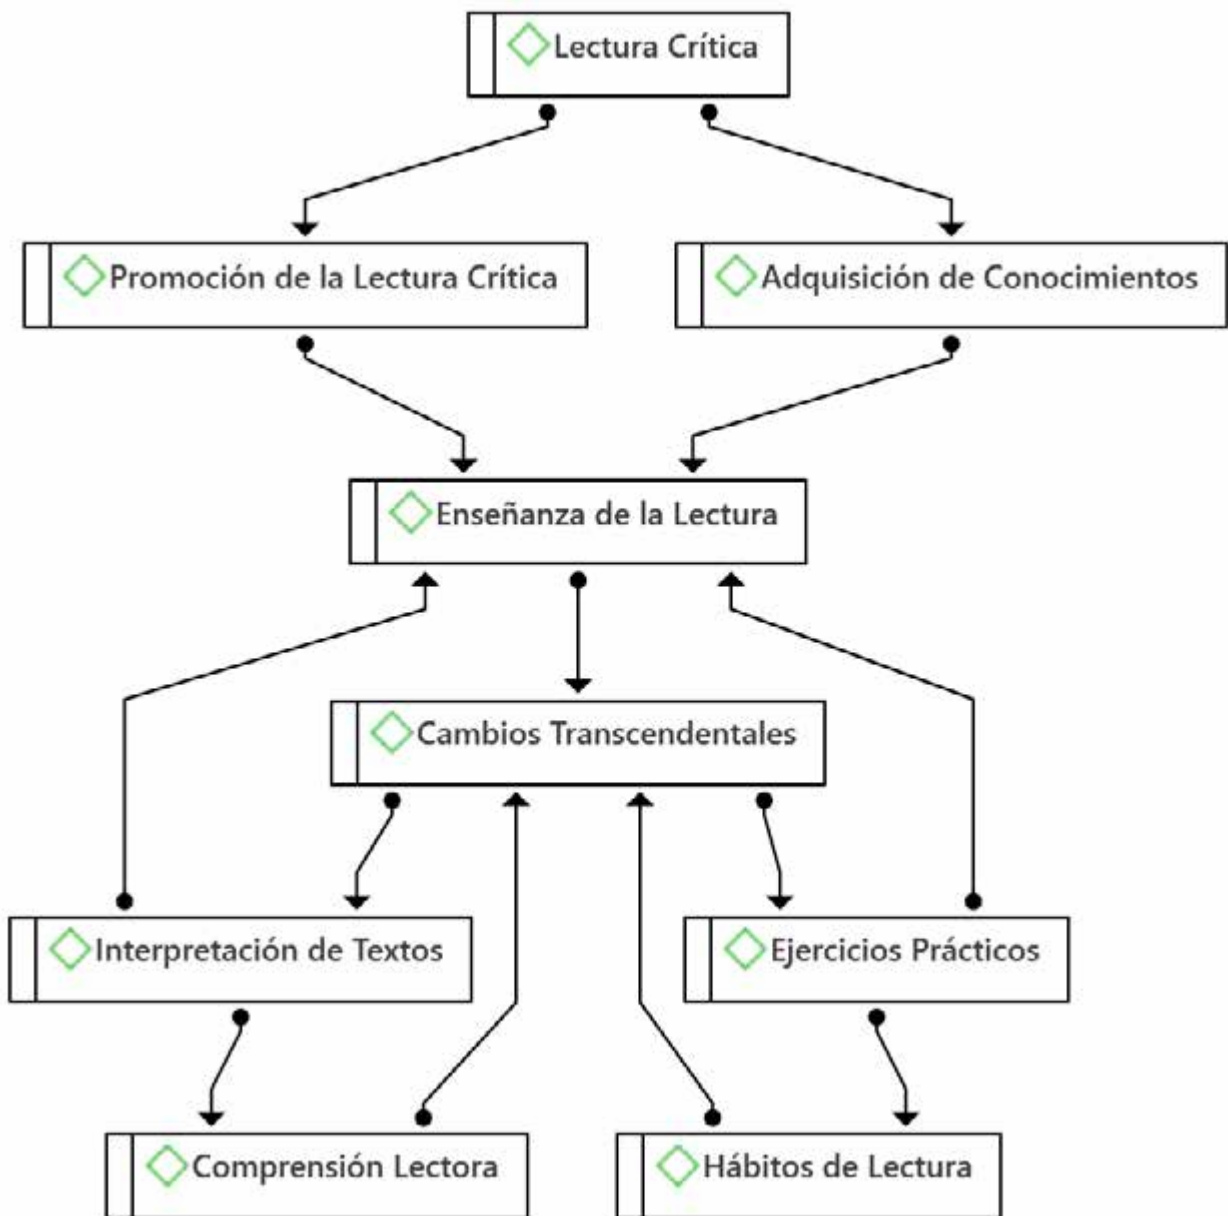 Lectura Crítica
Promoción de la Lectura Crítica
Adquisición de Conocimientos
Enseñanza de la Lectura
Cambios Transcendentales
Interpretación de Textos
Ejercicios Prácticos
Comprensión Lectora
Hábitos de Lectura